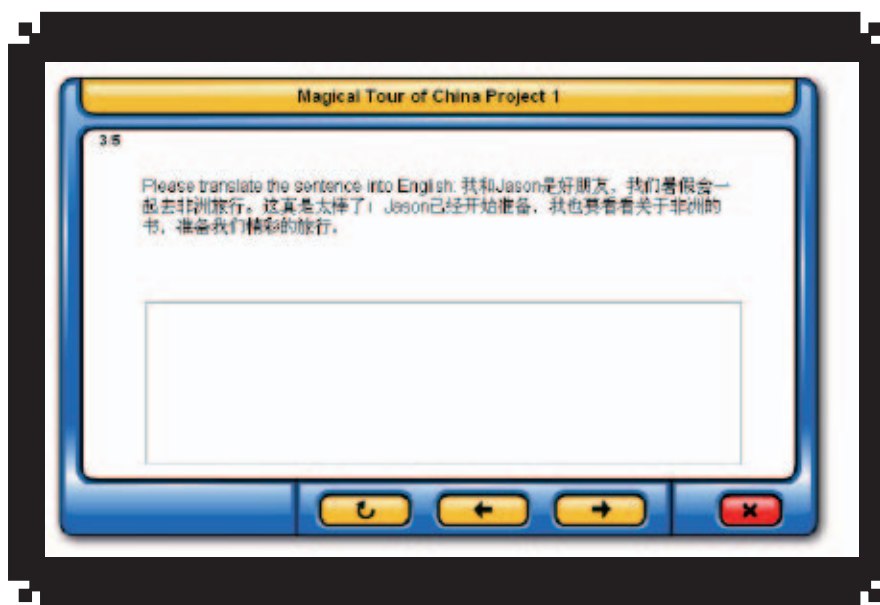 Magical Tour of China Project 1
3/5
Please translate the sentence into English: 我和Jason是好朋友，我们暑假会一
起去非洲旅行。这真是太棒了！Jason已经开始准备，我也要看看关于非洲的
书，准备我们精彩的旅行。